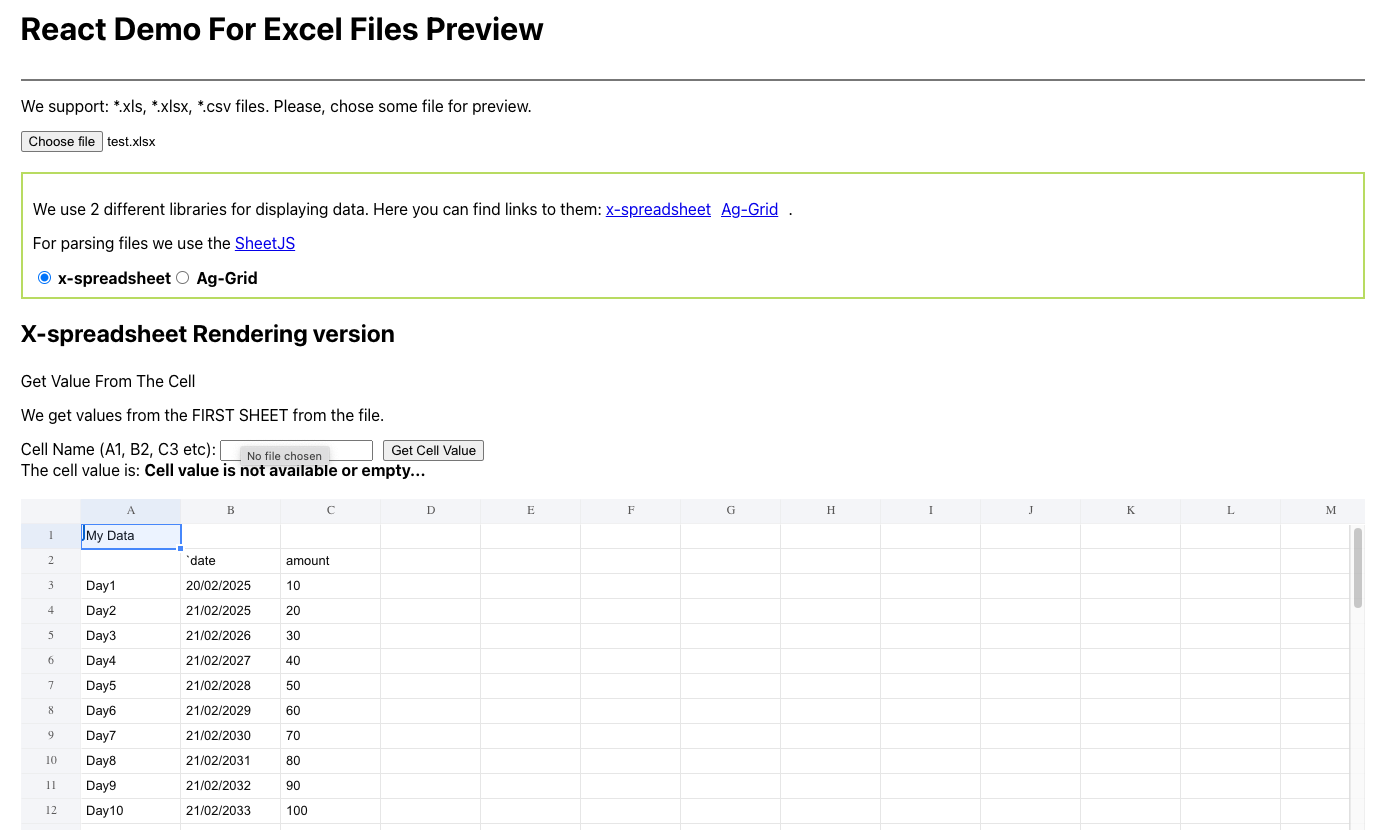 React Demo For Excel Files Preview
We support: *.xls, *.xlsx, *.csv files. Please, chose some file for preview.
Choose file test.xlsx
We use 2 different libraries for displaying data. Here you can find links to them: x-spreadsheet Ag-Grid .
For parsing files we use the SheetJS
x-spreadsheet Ag-Grid
X-spreadsheet Rendering version
Get Value From The Cell
We get values from the FIRST SHEET from the file.
Cell Name (A1, B2, C3 etc): Get Cell Value
No file chosen
The cell value is: Cell value is not available or empty...
A B C D E F G H I J K L M
1 My Data
2 `date amount
3 Day1 20/02/2025 10
4 Day2 21/02/2025 20
5 Day3 21/02/2026 30
6 Day4 21/02/2027 40
7 Day5 21/02/2028 50
8 Day6 21/02/2029 60
9 Day7 21/02/2030 70
10 Day8 21/02/2031 80
11 Day9 21/02/2032 90
12 Day10 21/02/2033 100